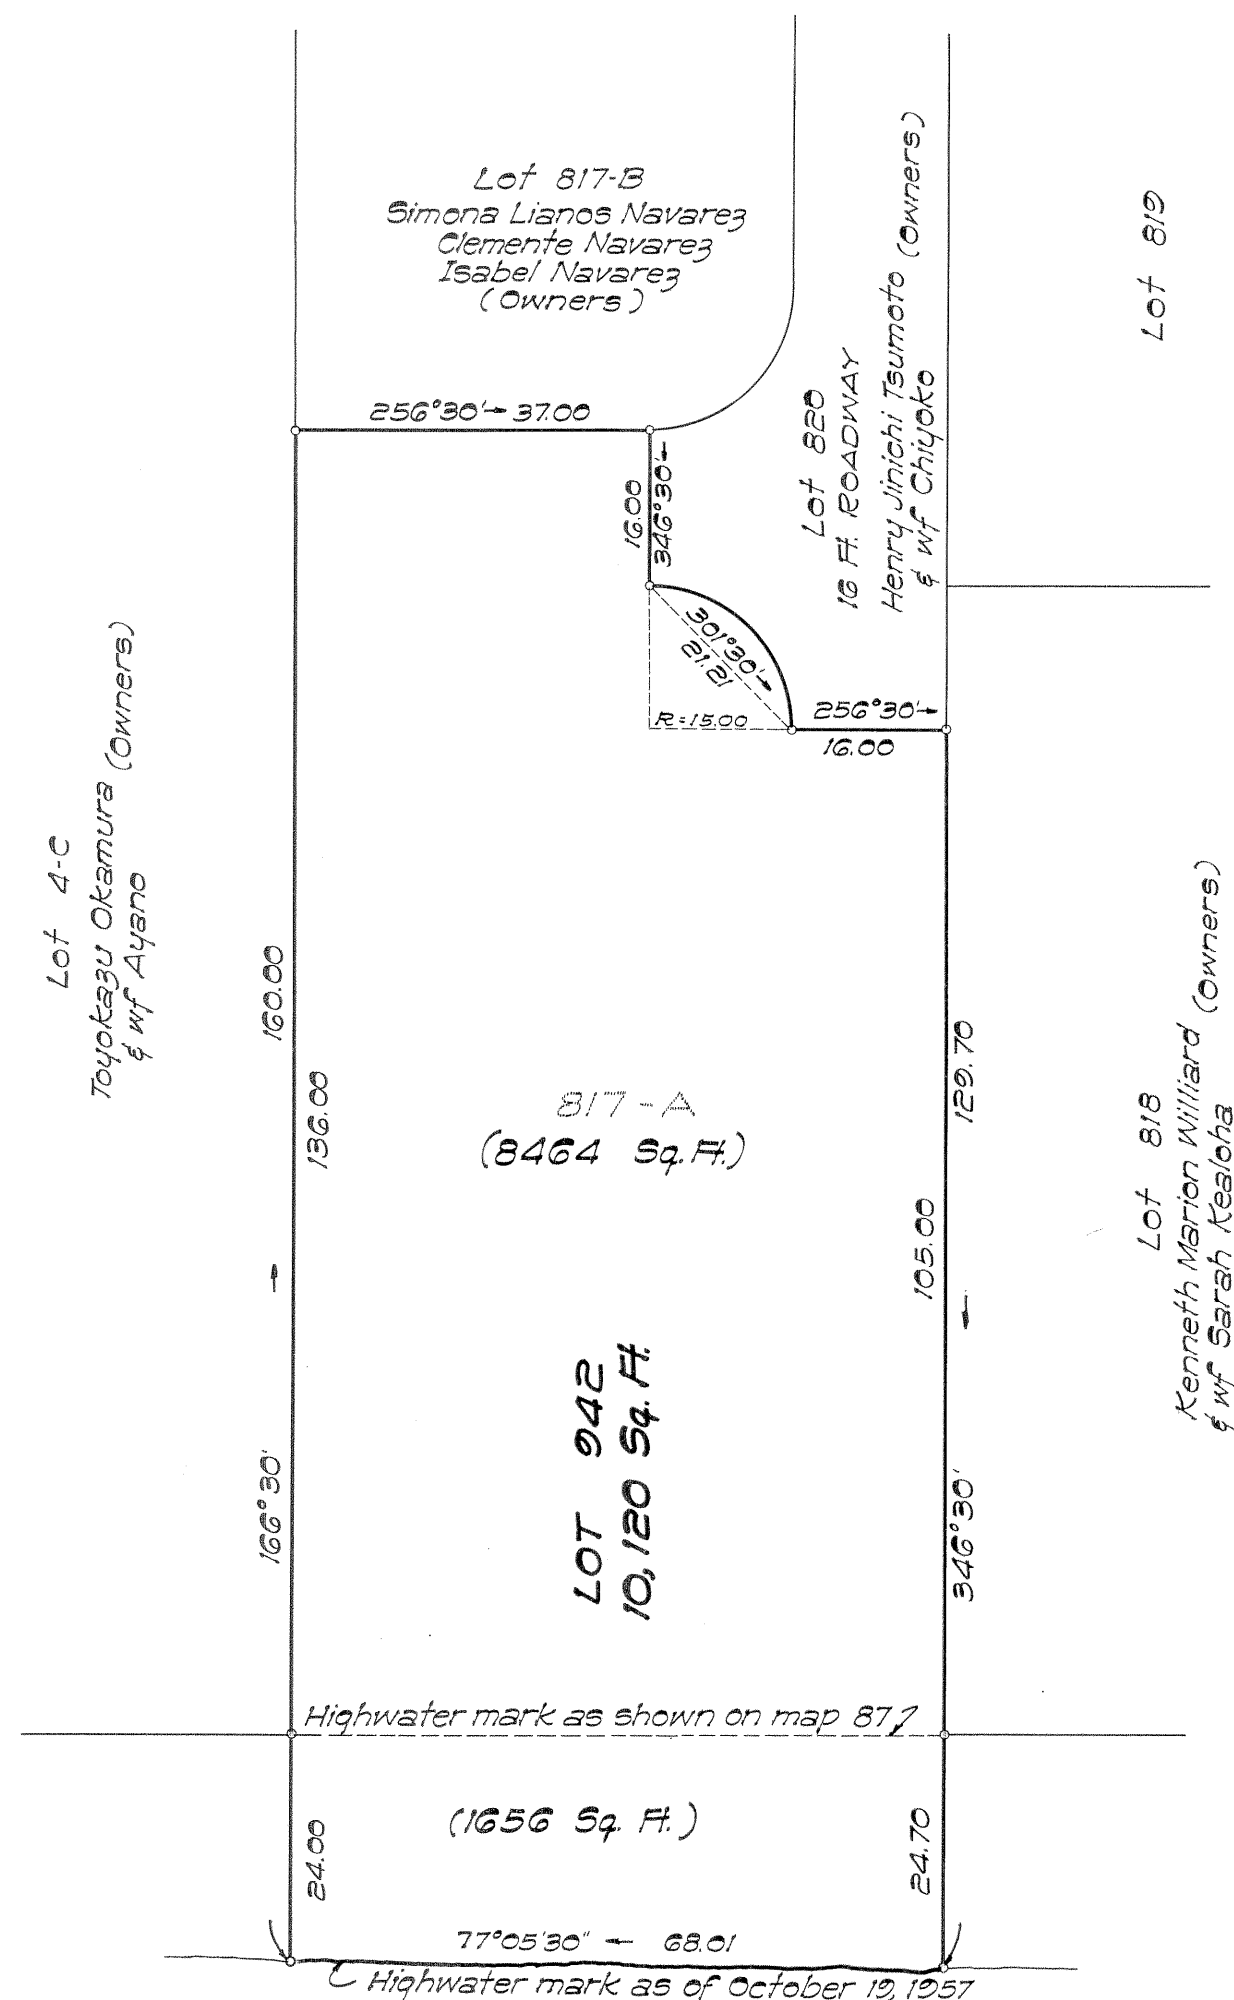 Lot 817-B
Simona Lianos Navarez
Clemente Navarez
Isabel Navarez
(Owners)
Lot 819
Lot 820
16 Ft. ROADWAY
Henry Jinichi Tsumoto (Owners)
& wf Chiyoko
256°30' 37.00
16.00
346°30'
301°30'
21.21
R=15.00
256°30'
16.00
Lot 4-C
Toyokazu Okamura (Owners)
& wf Ayano
160.00
136.00
166°30'
817-A
(8464 Sq. Ft.)
LOT 942
10,120 Sq. Ft.
129.70
105.00
346°30'
Lot 818
Kenneth Marion Williard (Owners)
& wf Sarah Kealoha
Highwater mark as shown on map 87
(1656 Sq. Ft.)
24.00
24.70
77°05'30" 68.01
Highwater mark as of October 19, 1957